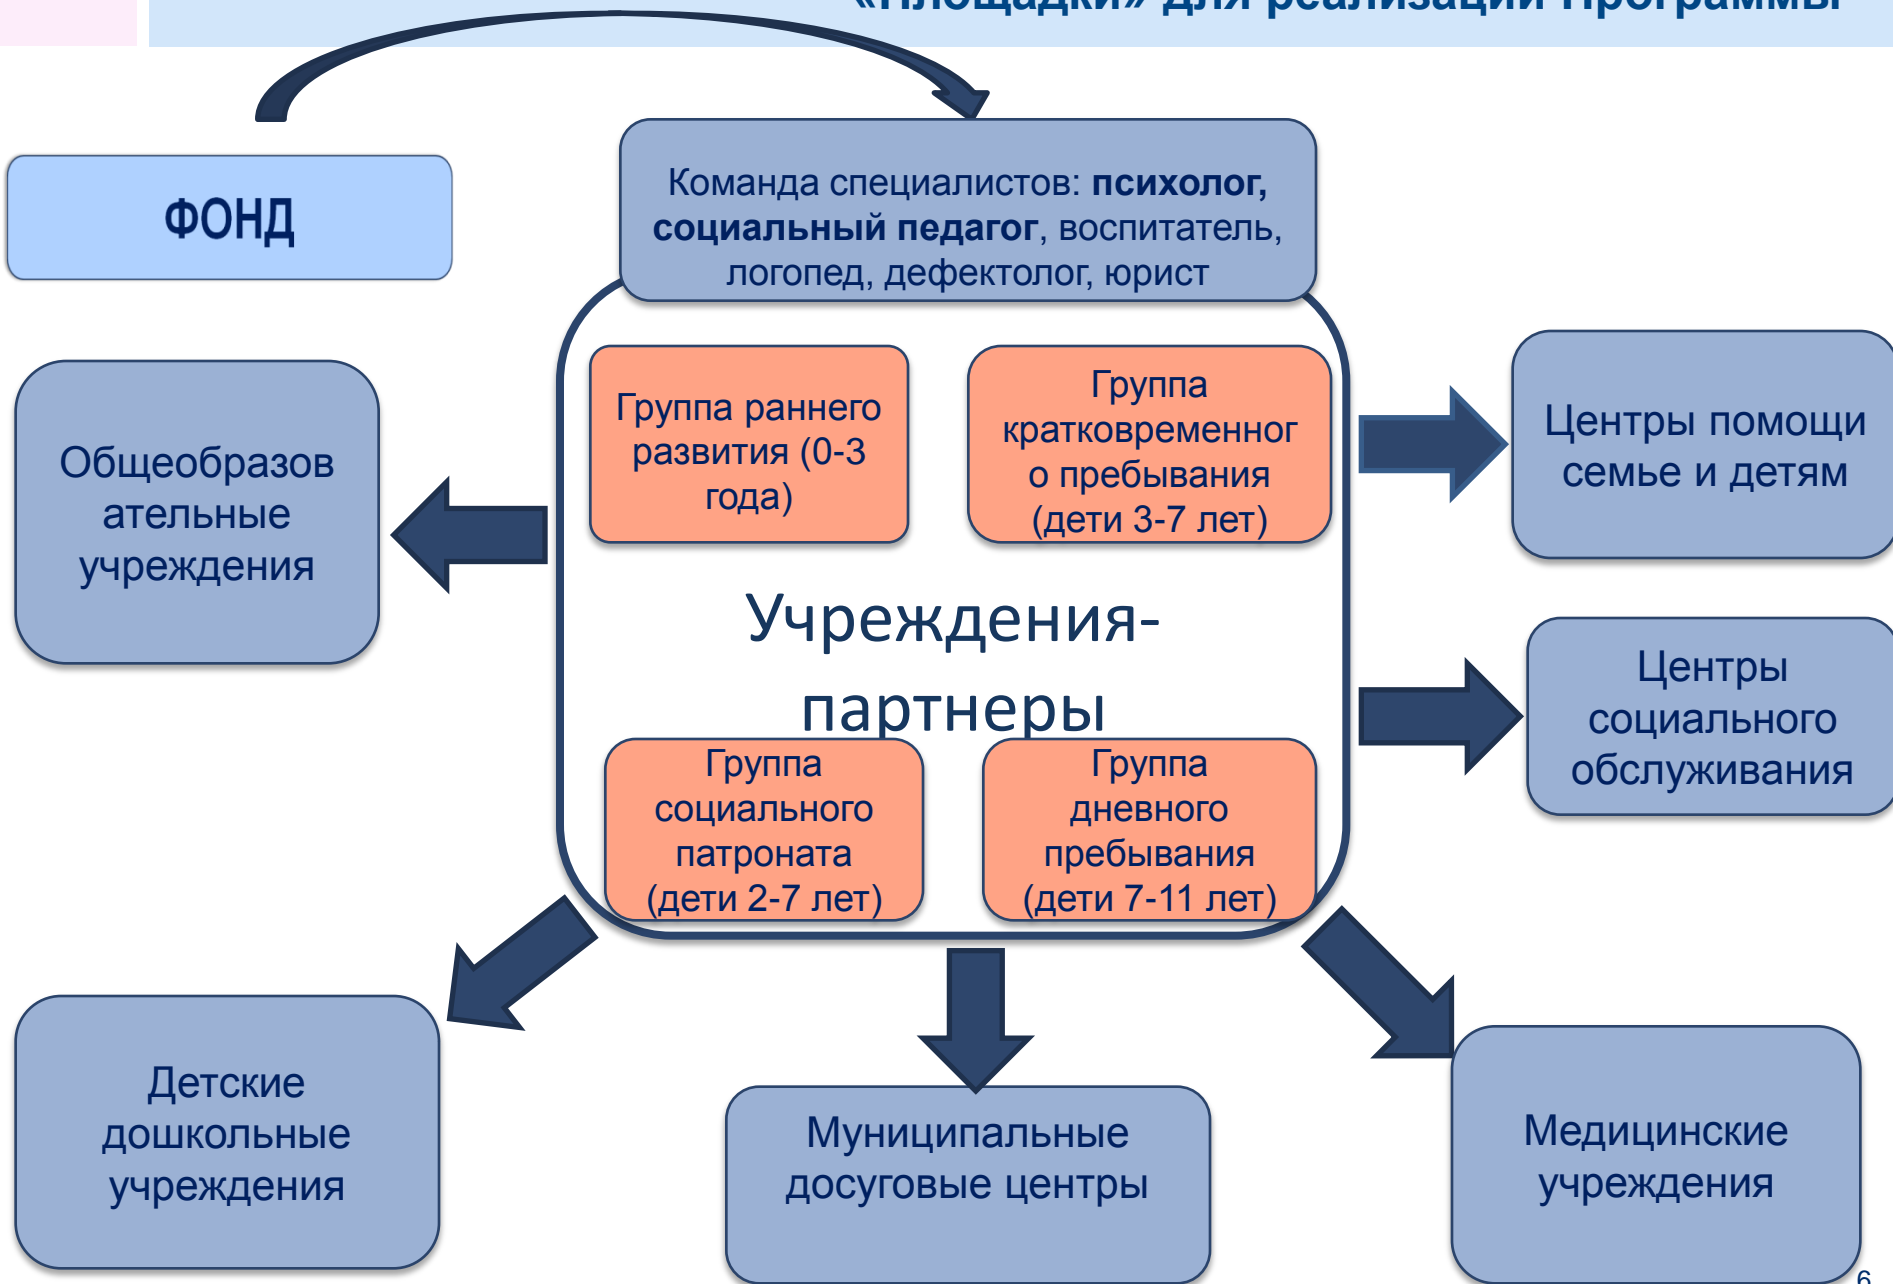 «Площадки» для реализации Программы
ФОНД
Команда специалистов: психолог,
социальный педагог, воспитатель,
логопед, дефектолог, юрист
Общеобразов
ательные
учреждения
Группа раннего
развития (0-3
года)
Группа
кратковременног
о пребывания
(дети 3-7 лет)
Центры помощи
семье и детям
Учреждения-
партнеры
Центры
социального
обслуживания
Группа
социального
патроната
(дети 2-7 лет)
Группа
дневного
пребывания
(дети 7-11 лет)
Детские
дошкольные
учреждения
Муниципальные
досуговые центры
Медицинские
учреждения
6